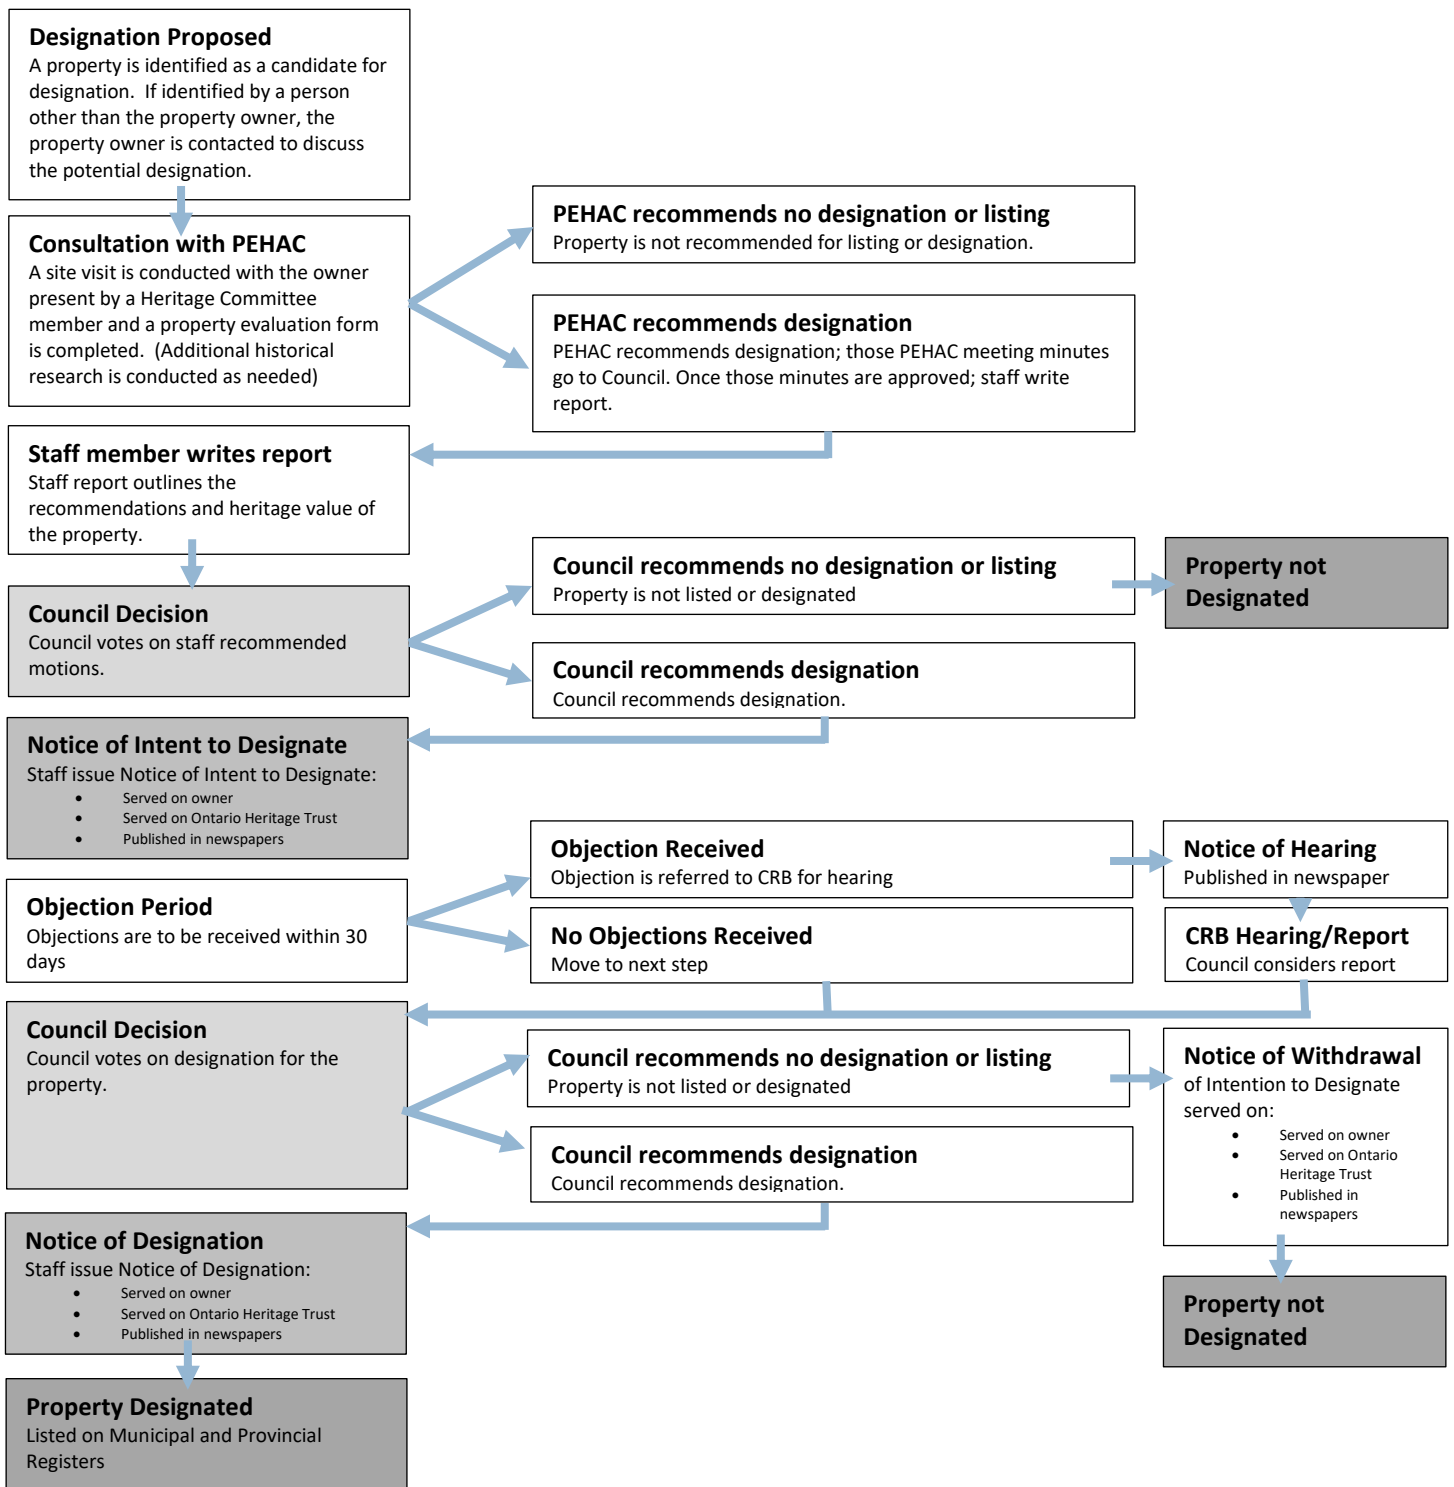 Designation Proposed
A property is identified as a candidate for
designation.  If identified by a person
other than the property owner, the
property owner is contacted to discuss
the potential designation.
Consultation with PEHAC
A site visit is conducted with the owner
present by a Heritage Committee
member and a property evaluation form
is completed.  (Additional historical
research is conducted as needed)
PEHAC recommends no designation or listing
Property is not recommended for listing or designation.
PEHAC recommends designation
PEHAC recommends designation; those PEHAC meeting minutes
go to Council. Once those minutes are approved; staff write
report.
Staff member writes report
Staff report outlines the
recommendations and heritage value of
the property.
Council Decision
Council votes on staff recommended
motions.
Council recommends no designation or listing
Property is not listed or designated
Property not
Designated
Council recommends designation
Council recommends designation.
Notice of Intent to Designate
Staff issue Notice of Intent to Designate:
• Served on owner
• Served on Ontario Heritage Trust
• Published in newspapers
Objection Period
Objections are to be received within 30
days
Objection Received
Objection is referred to CRB for hearing
Notice of Hearing
Published in newspaper
No Objections Received
Move to next step
CRB Hearing/Report
Council considers report
Council Decision
Council votes on designation for the
property.
Council recommends no designation or listing
Property is not listed or designated
Notice of Withdrawal
of Intention to Designate
served on:
• Served on owner
• Served on Ontario
Heritage Trust
• Published in
newspapers
Council recommends designation
Council recommends designation.
Property not
Designated
Notice of Designation
Staff issue Notice of Designation:
• Served on owner
• Served on Ontario Heritage Trust
• Published in newspapers
Property Designated
Listed on Municipal and Provincial
Registers